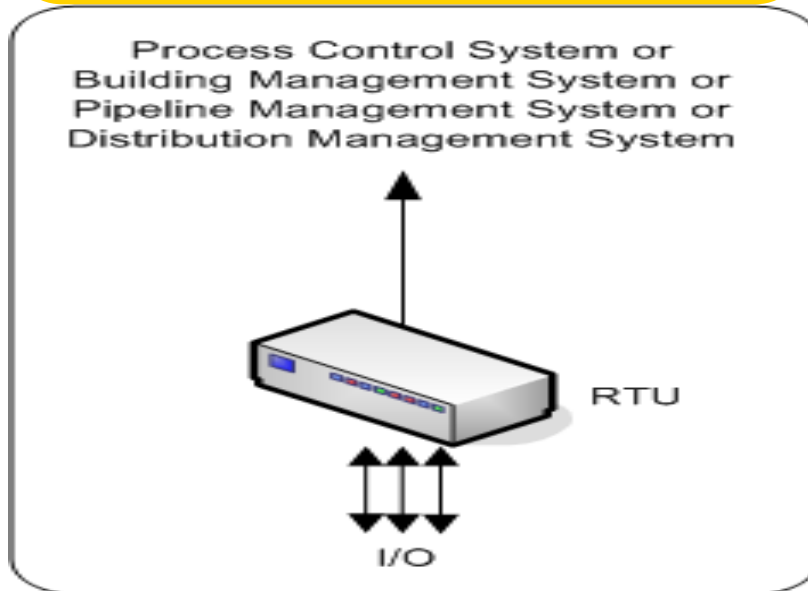 Process Control System or
Building Management System or
Pipeline Management System or
Distribution Management System
RTU
I/O